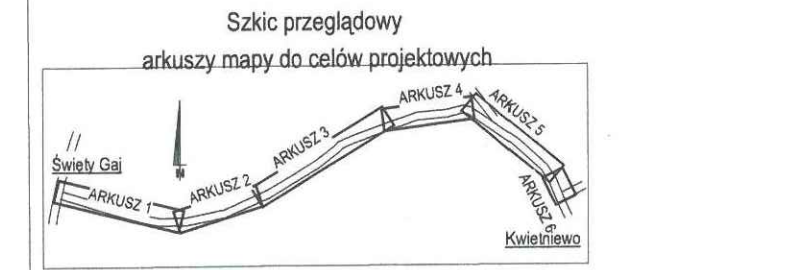 Szkic przeglądowy
arkuszy mapy do celów projektowych
ARKUSZ 4
ARKUSZ 5
ARKUSZ 3
Święty Gaj
N
ARKUSZ 2
ARKUSZ 1
ARKUSZ 6
Kwietniewo